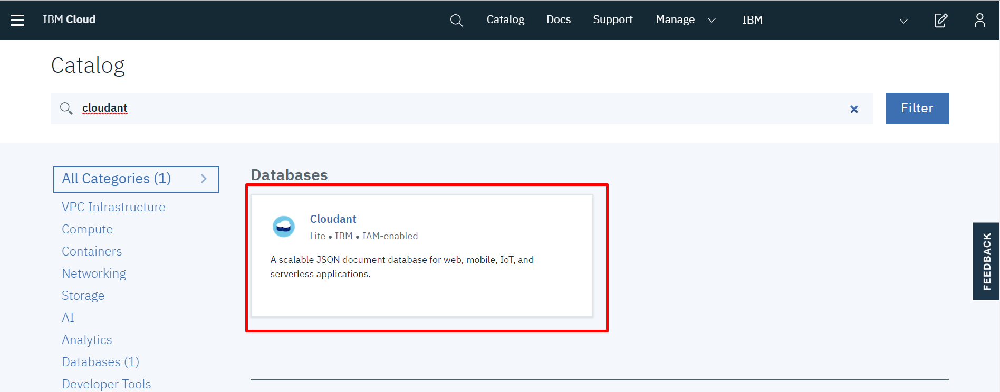 IBM Cloud
Catalog
Docs
Support
Manage
IBM
Catalog
cloudant
Filter
All Categories (1)
VPC Infrastructure
Compute
Containers
Networking
Storage
AI
Analytics
Databases (1)
Developer Tools
Databases
Cloudant
Lite • IBM • IAM-enabled
A scalable JSON document database for web, mobile, IoT, and
serverless applications.
FEEDBACK